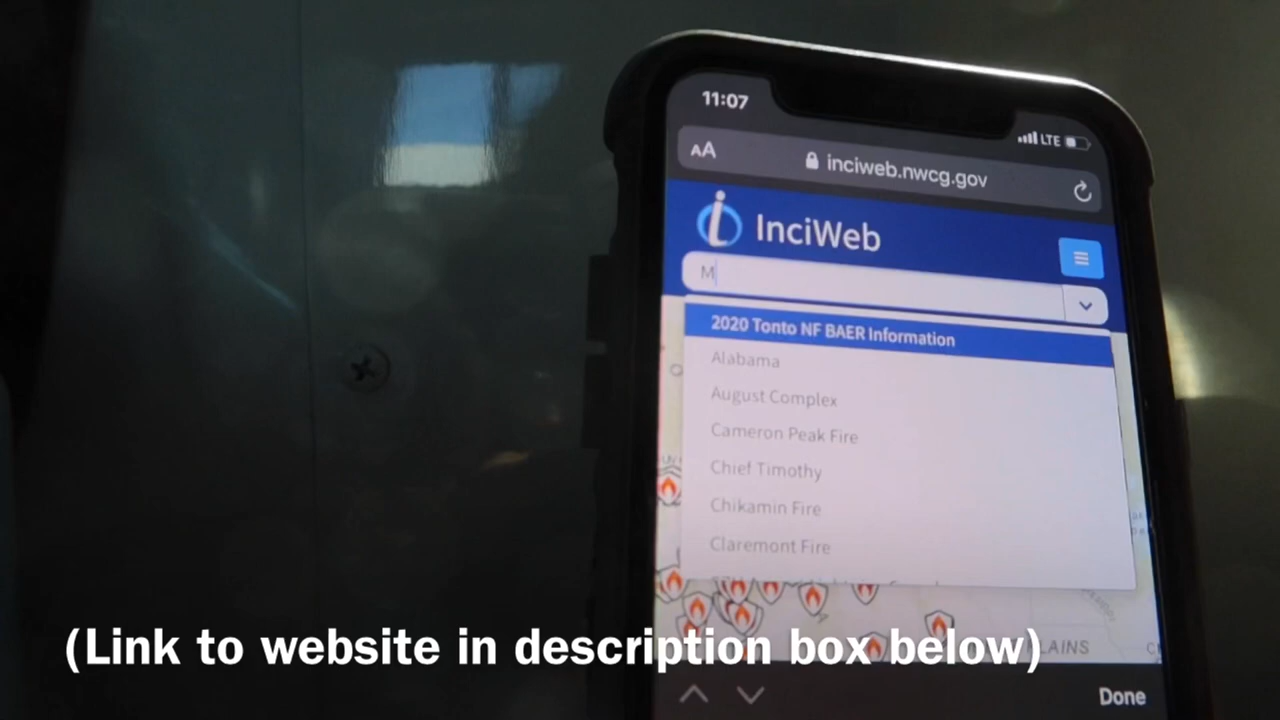 11:07
LTE
AA
inciweb.nwcg.gov
InciWeb
M
2020 Tonto NF BAER Information
Alabama
August Complex
Cameron Peak Fire
Chief Timothy
Chikamin Fire
Claremont Fire
(Link to website in description box below)
Done